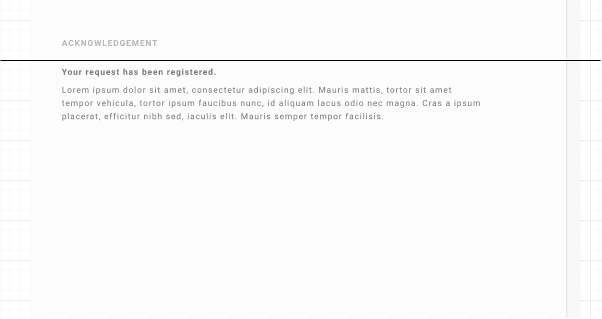 ACKNOWLEDGEMENT
Your request has been registered.
Lorem ipsum dolor sit amet, consectetur adipiscing elit. Mauris mattis, tortor sit amet
tempor vehicula, tortor ipsum faucibus nunc, id aliquam lacus odio nec magna. Cras a ipsum
placerat, efficitur nibh sed, iaculis elit. Mauris semper tempor facilisis.